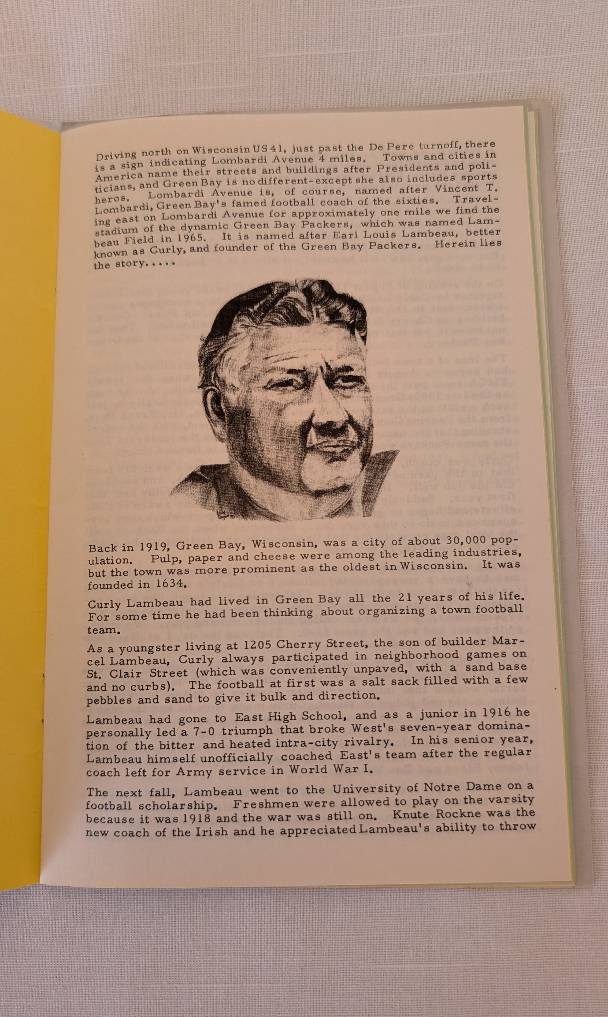 Driving north on Wisconsin US 41, just past the De Pere turnoff, there
is a sign indicating Lombardi Avenue 4 miles. Towns and cities in
America name their streets and buildings after Presidents and poli-
ticians, and Green Bay is no different-except she also includes sports
heros. Lombardi Avenue is, of course, named after Vincent T.
Lombardi, Green Bay's famed football coach of the sixties. Travel-
ing east on Lombardi Avenue for approximately one mile we find the
stadium of the dynamic Green Bay Packers, which was named Lam-
beau Field in 1965. It is named after Earl Louis Lambeau, better
known as Curly, and founder of the Green Bay Packers. Herein lies
the story.....
Back in 1919, Green Bay, Wisconsin, was a city of about 30,000 pop-
ulation. Pulp, paper and cheese were among the leading industries,
but the town was more prominent as the oldest in Wisconsin. It was
founded in 1634.
Curly Lambeau had lived in Green Bay all the 21 years of his life.
For some time he had been thinking about organizing a town football
team.
As a youngster living at 1205 Cherry Street, the son of builder Mar-
cel Lambeau, Curly always participated in neighborhood games on
St. Clair Street (which was conveniently unpaved, with a sand base
and no curbs). The football at first was a salt sack filled with a few
pebbles and sand to give it bulk and direction.
Lambeau had gone to East High School, and as a junior in 1916 he
personally led a 7-0 triumph that broke West's seven-year domina-
tion of the bitter and heated intra-city rivalry. In his senior year,
Lambeau himself unofficially coached East's team after the regular
coach left for Army service in World War I.
The next fall, Lambeau went to the University of Notre Dame on a
football scholarship. Freshmen were allowed to play on the varsity
because it was 1918 and the war was still on. Knute Rockne was the
new coach of the Irish and he appreciated Lambeau's ability to throw